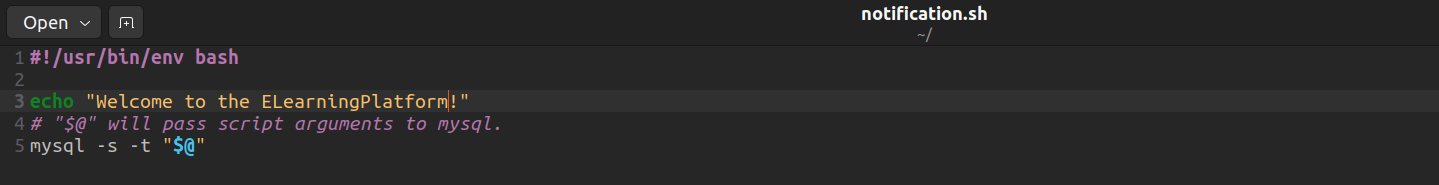 Open
notification.sh
~/
1 #!/usr/bin/env bash
2
3 echo "Welcome to the ELearningPlatform!"
4 # "$@" will pass script arguments to mysql.
5 mysql -s -t "$@"